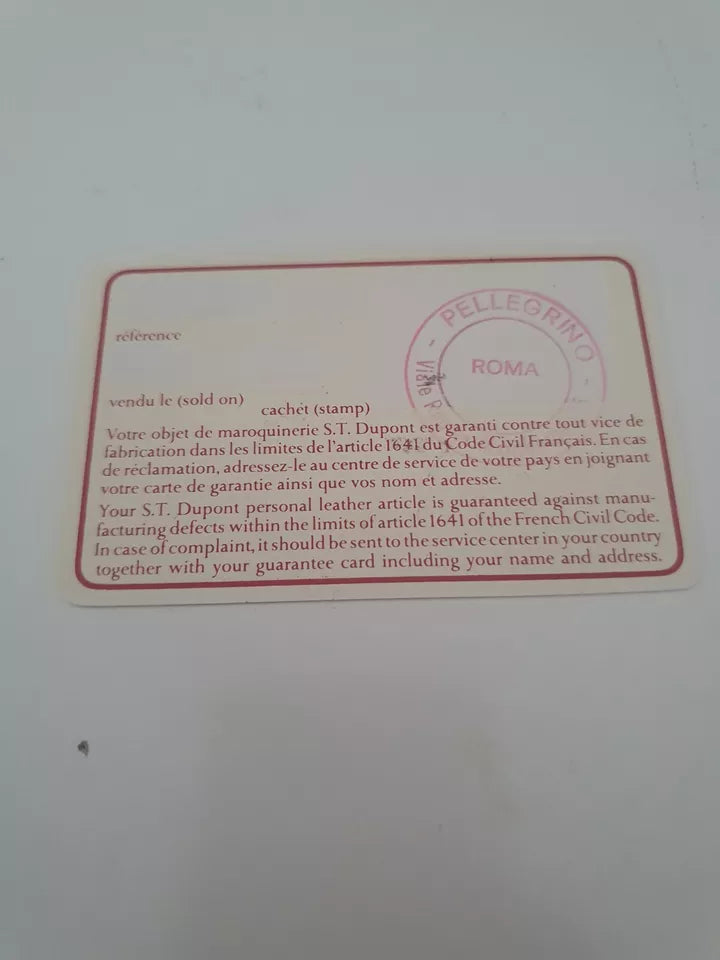 PELLEGRINO
ROMA
Viale
référence
vendu le (sold on)
cachet (stamp)
Votre objet de maroquinerie S.T. Dupont est garanti contre tout vice de
fabrication dans les limites de l'article 1641 du Code Civil Français. En cas
de réclamation, adressez-le au centre de service de votre pays en joignant
votre carte de garantie ainsi que vos nom et adresse.
Your S.T. Dupont personal leather article is guaranteed against manu-
facturing defects within the limits of article 1641 of the French Civil Code.
In case of complaint, it should be sent to the service center in your country
together with your guarantee card including your name and address.